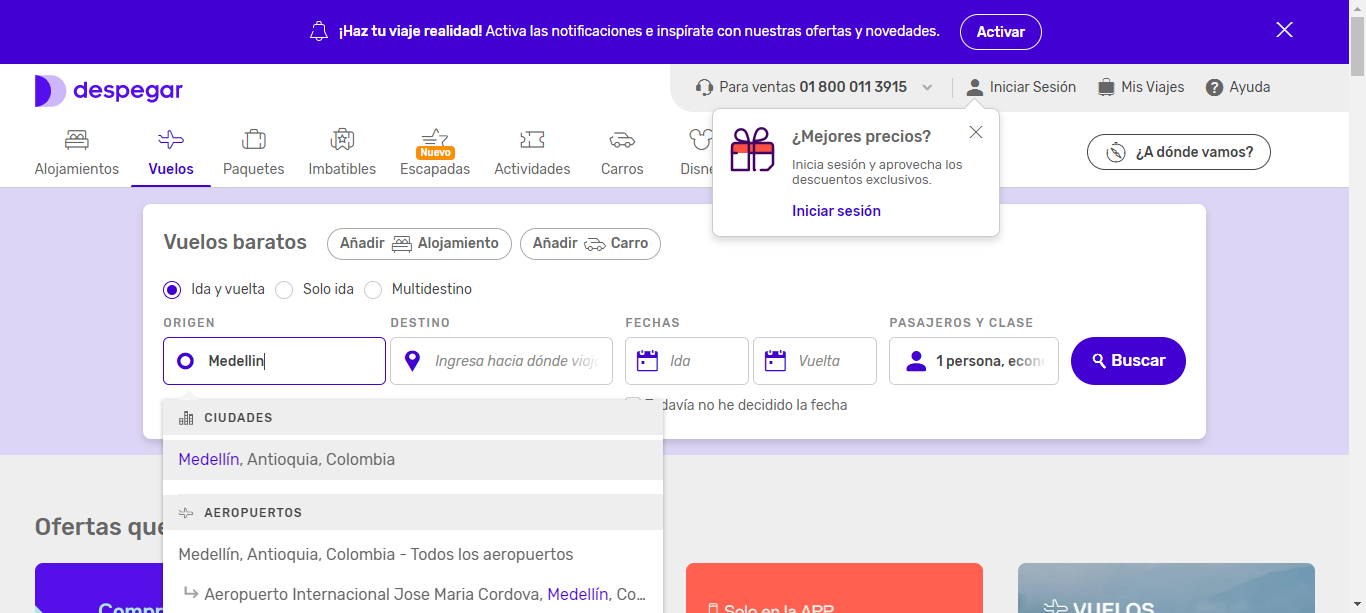 ¡Haz tu viaje realidad! Activa las notificaciones e inspírate con nuestras ofertas y novedades. Activar
despegar
Para ventas 01 800 011 3915 Iniciar Sesión Mis Viajes Ayuda
Alojamientos Vuelos Paquetes Imbatibles Nuevo Escapadas Actividades Carros Disne
¿A dónde vamos?
¿Mejores precios?
Inicia sesión y aprovecha los
descuentos exclusivos.
Iniciar sesión
Vuelos baratos Añadir Alojamiento Añadir Carro
Ida y vuelta Solo ida Multidestino
ORIGEN DESTINO FECHAS PASAJEROS Y CLASE
Medellin Ingresa hacia dónde viaj Ida Vuelta 1 persona, econ Buscar
davía no he decidido la fecha
CIUDADES
Medellín, Antioquia, Colombia
AEROPUERTOS
Medellín, Antioquia, Colombia - Todos los aeropuertos
Aeropuerto Internacional Jose Maria Cordova, Medellín, Co...
Ofertas que
Compr
Solo en la APP
VUELOS